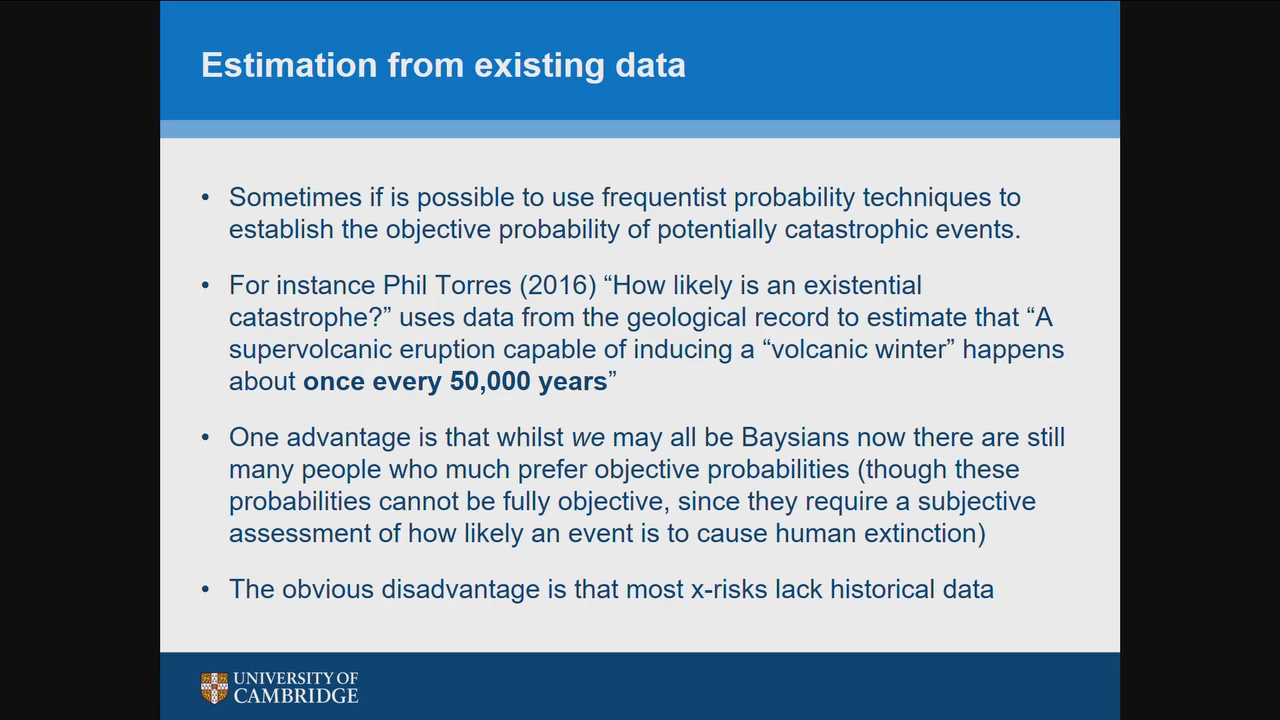 Estimation from existing data
• Sometimes if is possible to use frequentist probability techniques to
establish the objective probability of potentially catastrophic events.
• For instance Phil Torres (2016) “How likely is an existential
catastrophe?” uses data from the geological record to estimate that “A
supervolcanic eruption capable of inducing a “volcanic winter” happens
about once every 50,000 years”
• One advantage is that whilst we may all be Baysians now there are still
many people who much prefer objective probabilities (though these
probabilities cannot be fully objective, since they require a subjective
assessment of how likely an event is to cause human extinction)
• The obvious disadvantage is that most x-risks lack historical data
UNIVERSITY OF
CAMBRIDGE